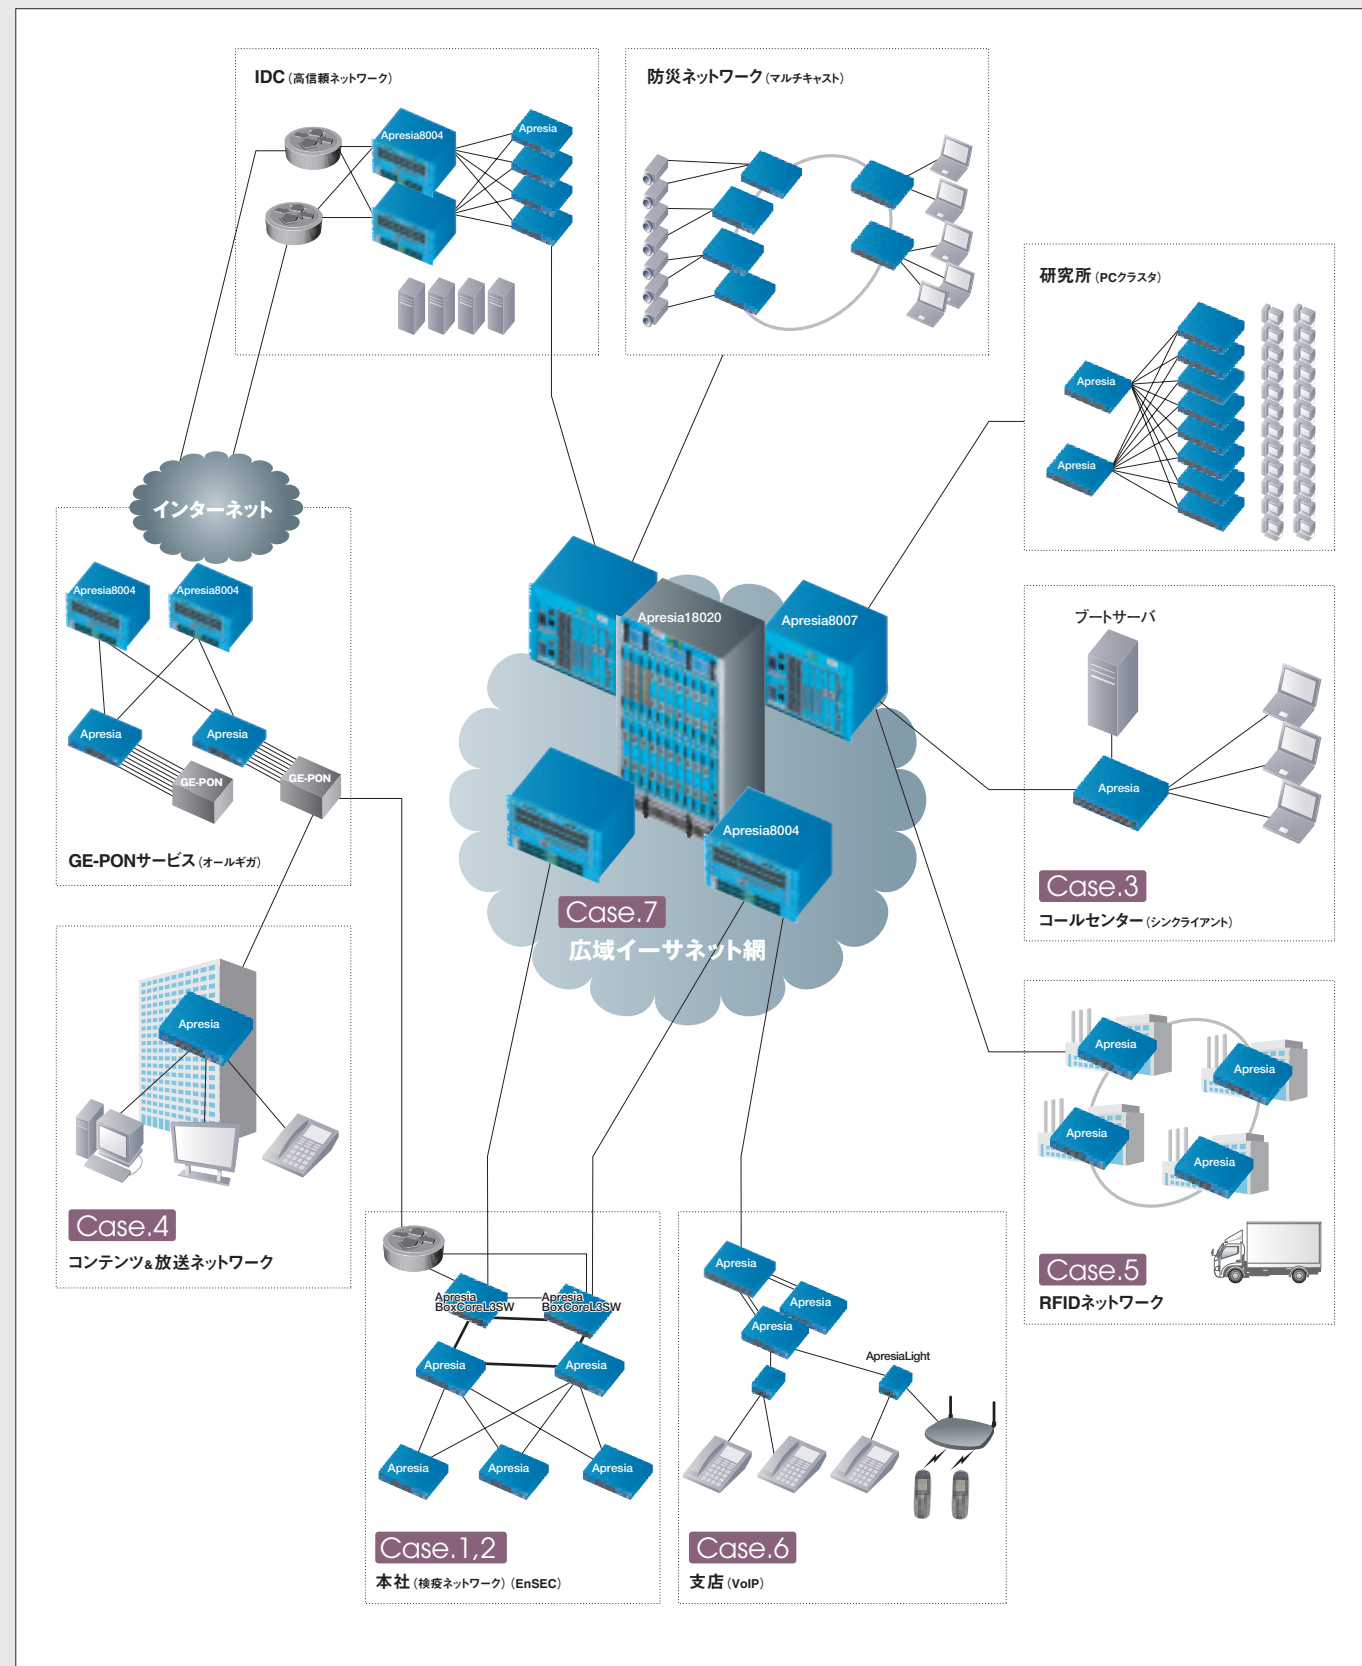 IDC (高信頼ネットワーク)
Apresia8004
Apresia
防災ネットワーク (マルチキャスト)
研究所 (PCクラスタ)
Apresia
Apresia
インターネット
Apresia8004
Apresia8004
Apresia
Apresia
GE-PON
GE-PON
GE-PONサービス (オールギガ)
Apresia18020
Apresia8007
Apresia8004
Case.7
広域イーサネット網
ブートサーバ
Apresia
Case.3
コールセンター (シンクライアント)
Apresia
Case.4
コンテンツ&放送ネットワーク
Apresia
Apresia
Apresia
Apresia
Case.5
RFIDネットワーク
Apresia
BoxCoreL3SW
Apresia
BoxCoreL3SW
Apresia
Apresia
Apresia
Apresia
Apresia
Case.1,2
本社 (検疫ネットワーク) (EnSEC)
Apresia
Apresia
Apresia
ApresiaLight
Case.6
支店 (VoIP)